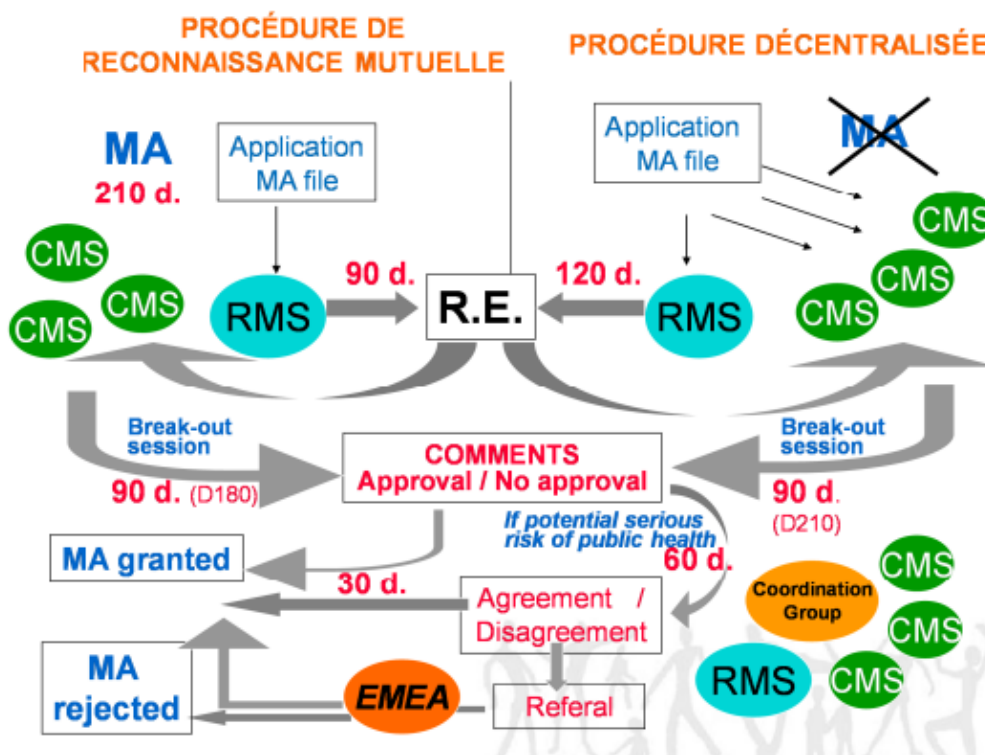 PROCÉDURE DE
RECONNAISSANCE MUTUELLE
PROCÉDURE DÉCENTRALISÉE
MA
210 d.
Application
MA file
Application
MA file
MA
CMS
CMS
CMS
RMS
90 d.
R.E.
120 d.
RMS
CMS
CMS
CMS
Break-out
session
90 d. (D180)
COMMENTS
Approval / No approval
Break-out
session
90 d.
(D210)
If potential serious
risk of public health
60 d.
MA granted
30 d.
Agreement /
Disagreement
Coordination
Group
CMS
CMS
CMS
RMS
MA
rejected
EMEA
Referal